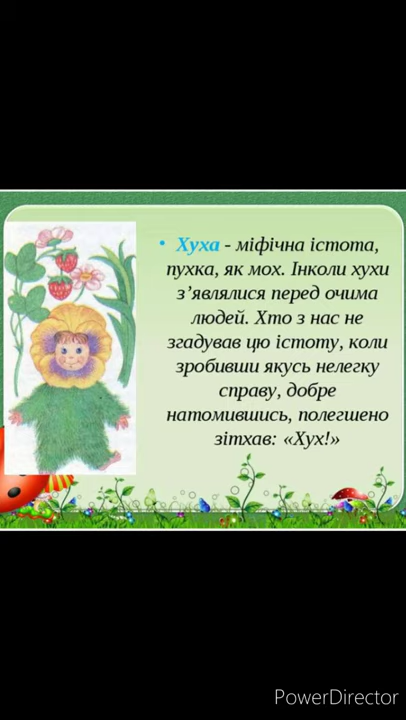 • Хуха - міфічна істота,
пухка, як мох. Інколи хухи
з’являлися перед очима
людей. Хто з нас не
згадував цю істоту, коли
зробивши якусь нелегку
справу, добре
натомившись, полегшено
зітхав: «Хух!»
PowerDirector